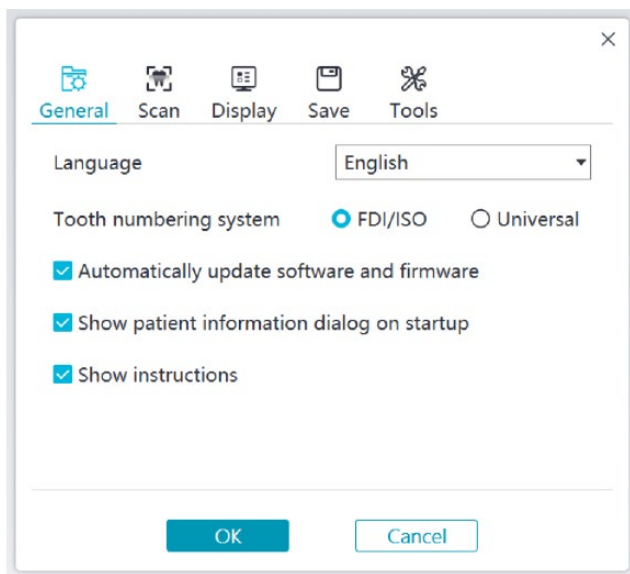 General Scan Display Save Tools
Language English
Tooth numbering system FDI/ISO Universal
Automatically update software and firmware
Show patient information dialog on startup
Show instructions
OK Cancel